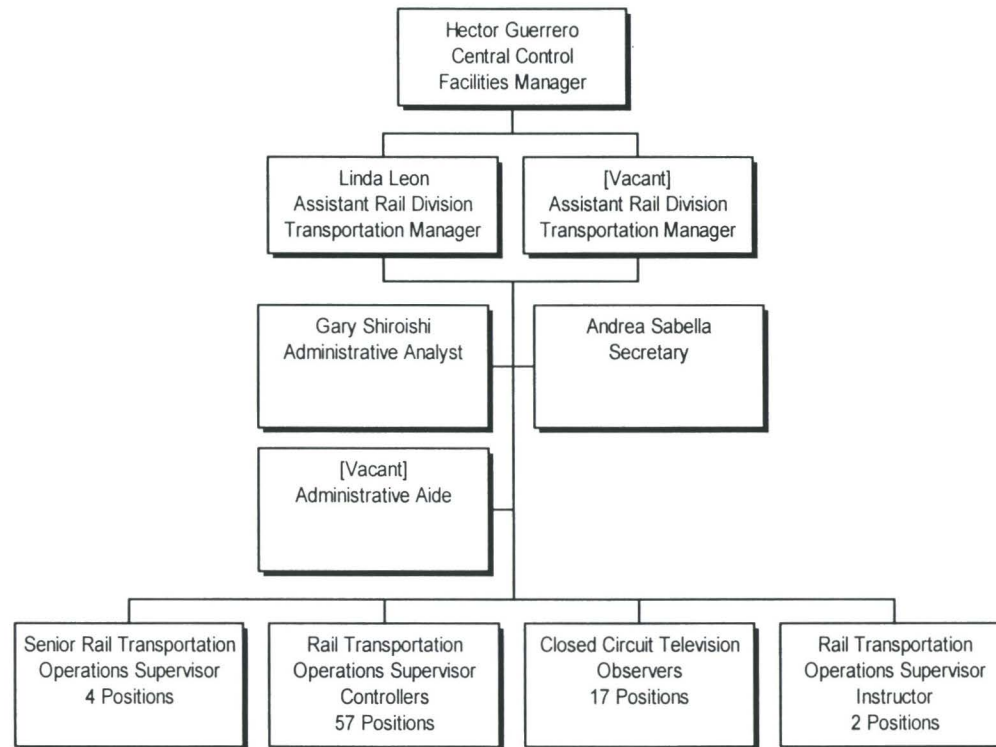 Hector Guerrero
Central Control
Facilities Manager
Linda Leon
Assistant Rail Division
Transportation Manager
[Vacant]
Assistant Rail Division
Transportation Manager
Gary Shiroishi
Administrative Analyst
Andrea Sabella
Secretary
[Vacant]
Administrative Aide
Senior Rail Transportation
Operations Supervisor
4 Positions
Rail Transportation
Operations Supervisor
Controllers
57 Positions
Closed Circuit Television
Observers
17 Positions
Rail Transportation
Operations Supervisor
Instructor
2 Positions